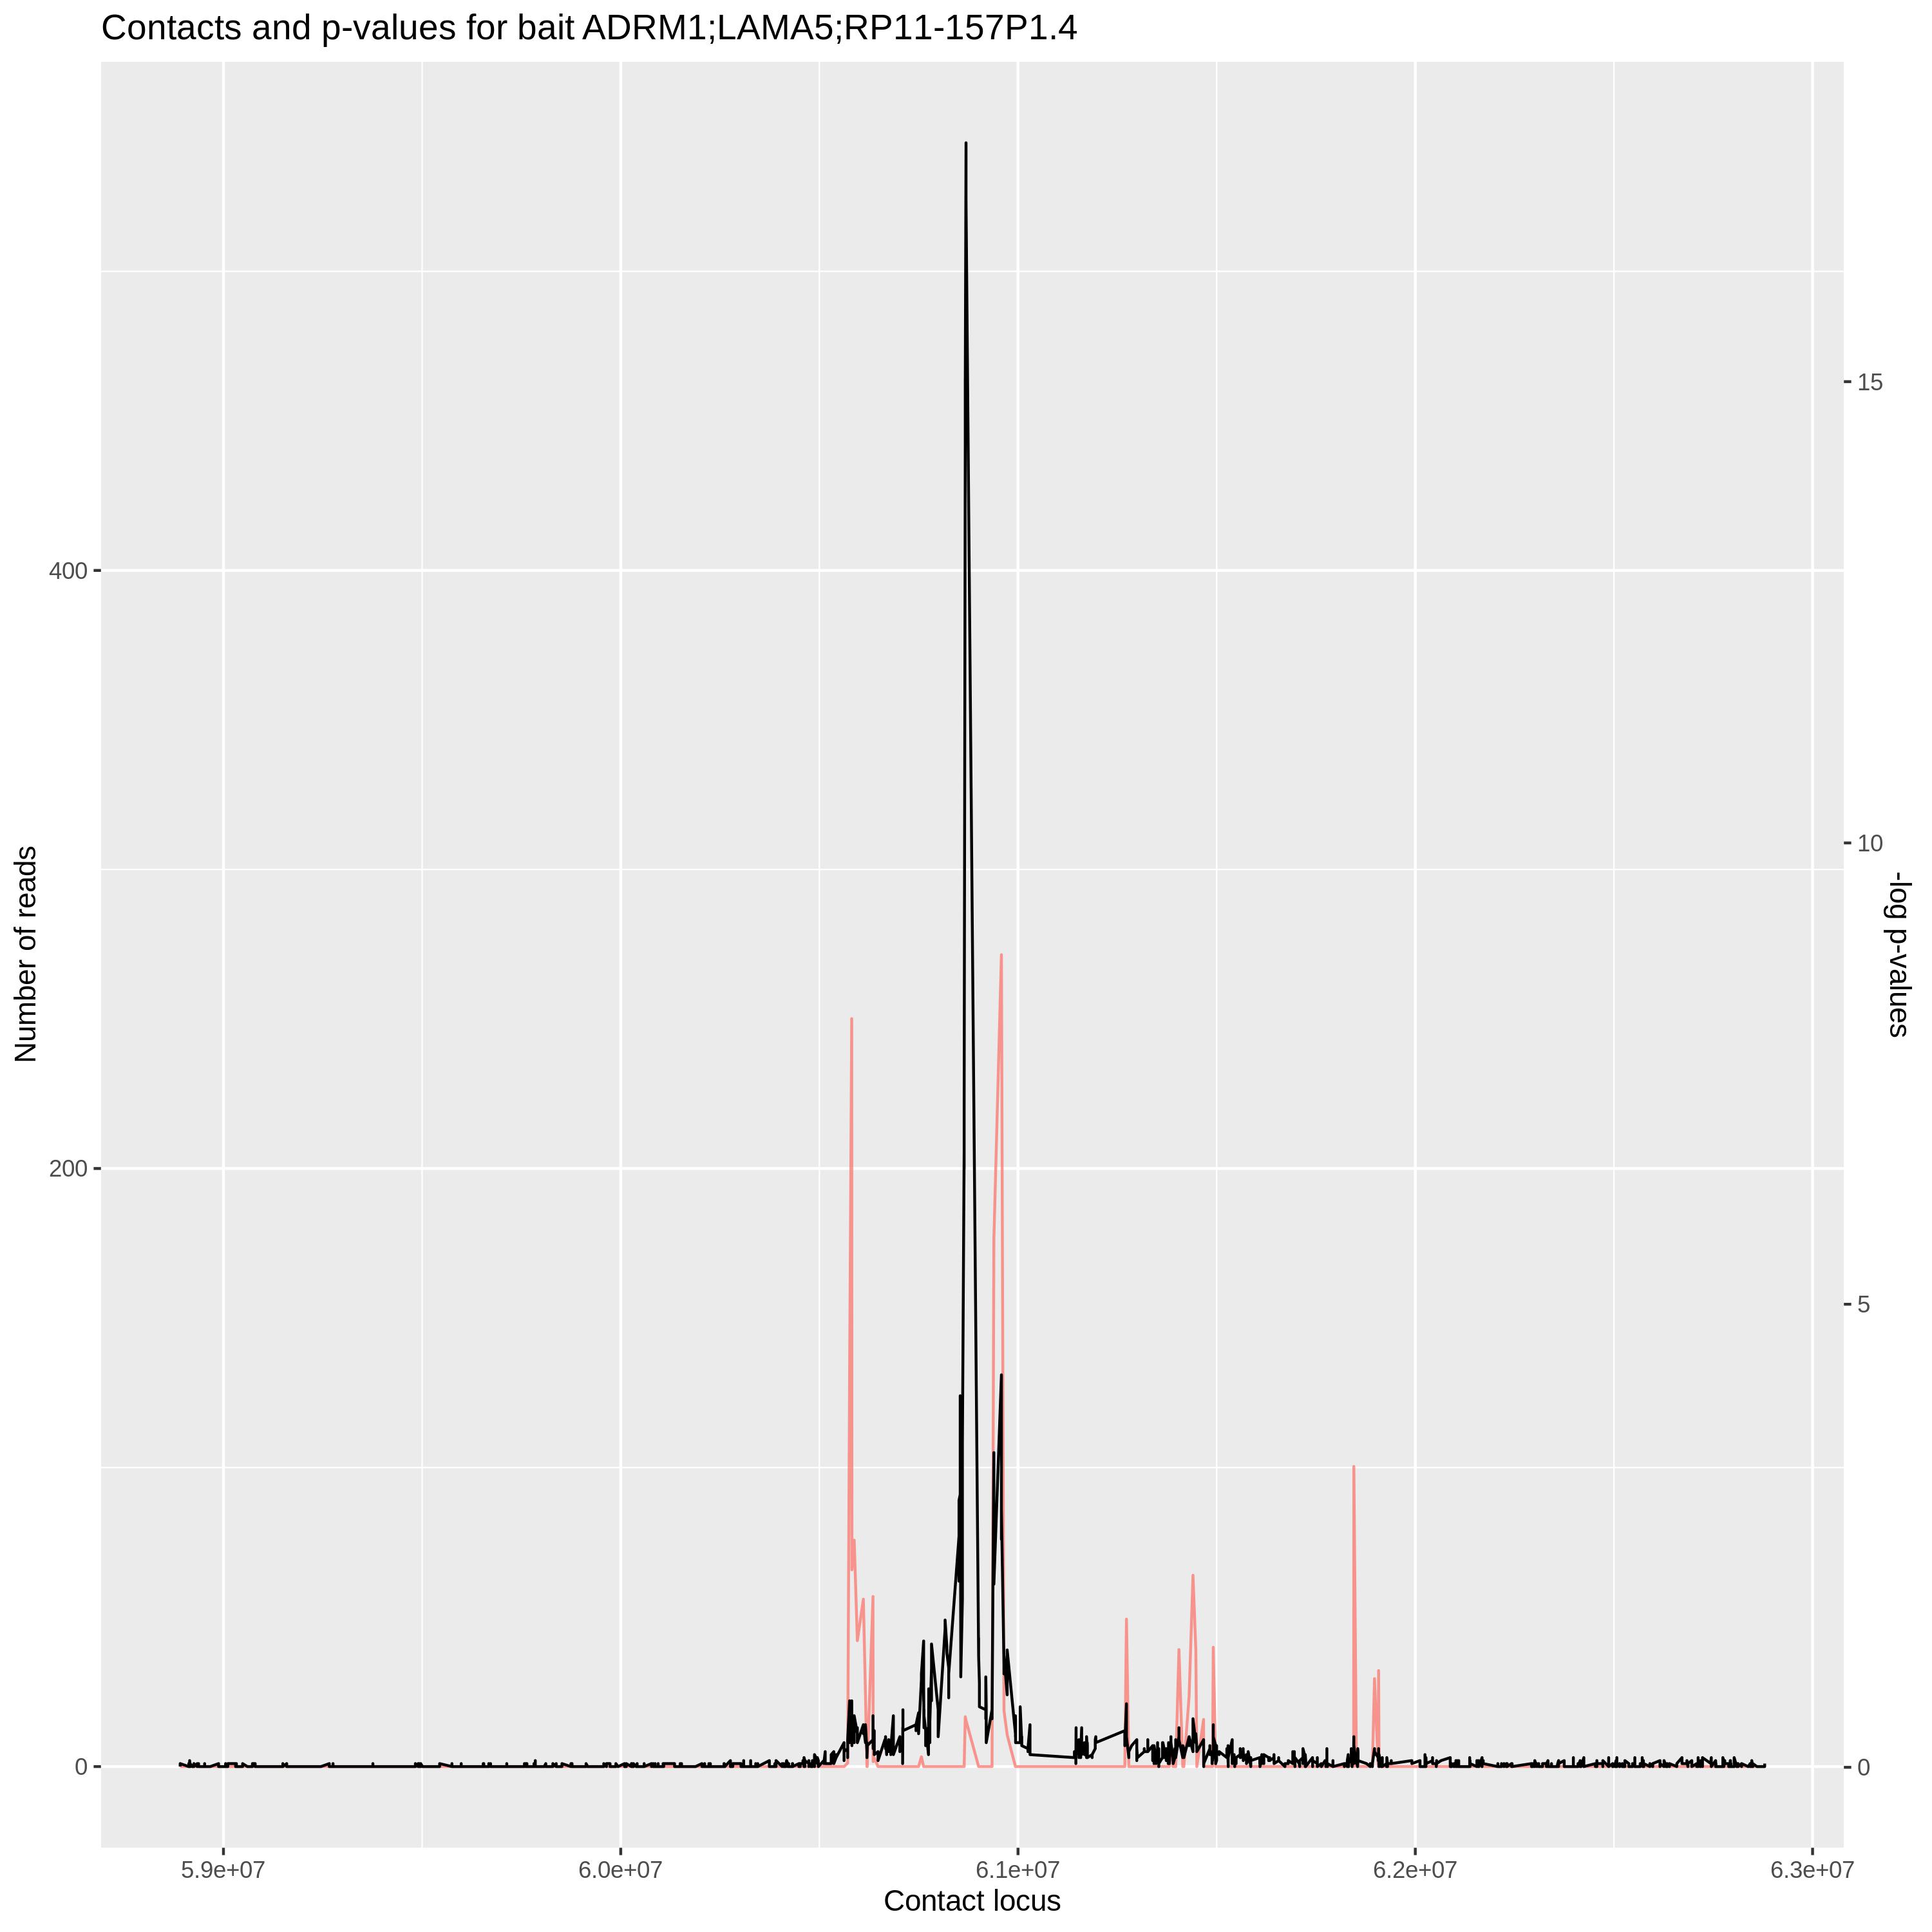 Contacts and p-values for bait ADRM1;LAMA5;RP11-157P1.4
Number of reads
400
200
0
15
10
5
0
-log p-values
5.9e+07
6.0e+07
6.1e+07
6.2e+07
6.3e+07
Contact locus